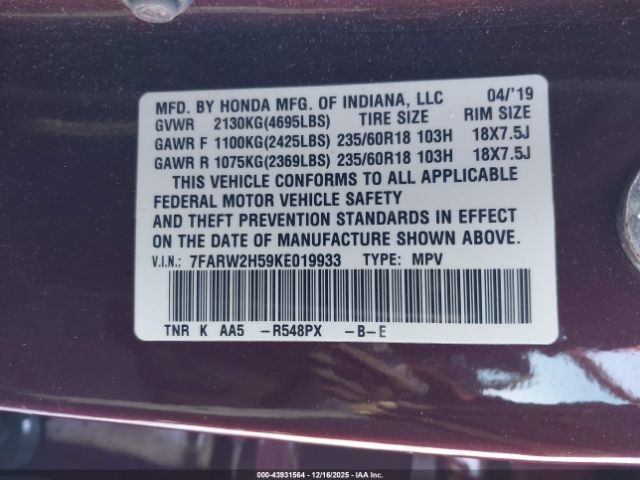 MFD. BY HONDA MFG. OF INDIANA, LLC 04/'19
GVWR 2130KG(4695LBS) TIRE SIZE RIM SIZE
GAWR F 1100KG(2425LBS) 235/60R18 103H 18X7.5J
GAWR R 1075KG(2369LBS) 235/60R18 103H 18X7.5J
THIS VEHICLE CONFORMS TO ALL APPLICABLE
FEDERAL MOTOR VEHICLE SAFETY
AND THEFT PREVENTION STANDARDS IN EFFECT
ON THE DATE OF MANUFACTURE SHOWN ABOVE.
V.I.N.: 7FARW2H59KE019933 TYPE: MPV
TNR K AA5 -R548PX -B-E
000-43931564 - 12/16/2025 - IAA Inc.